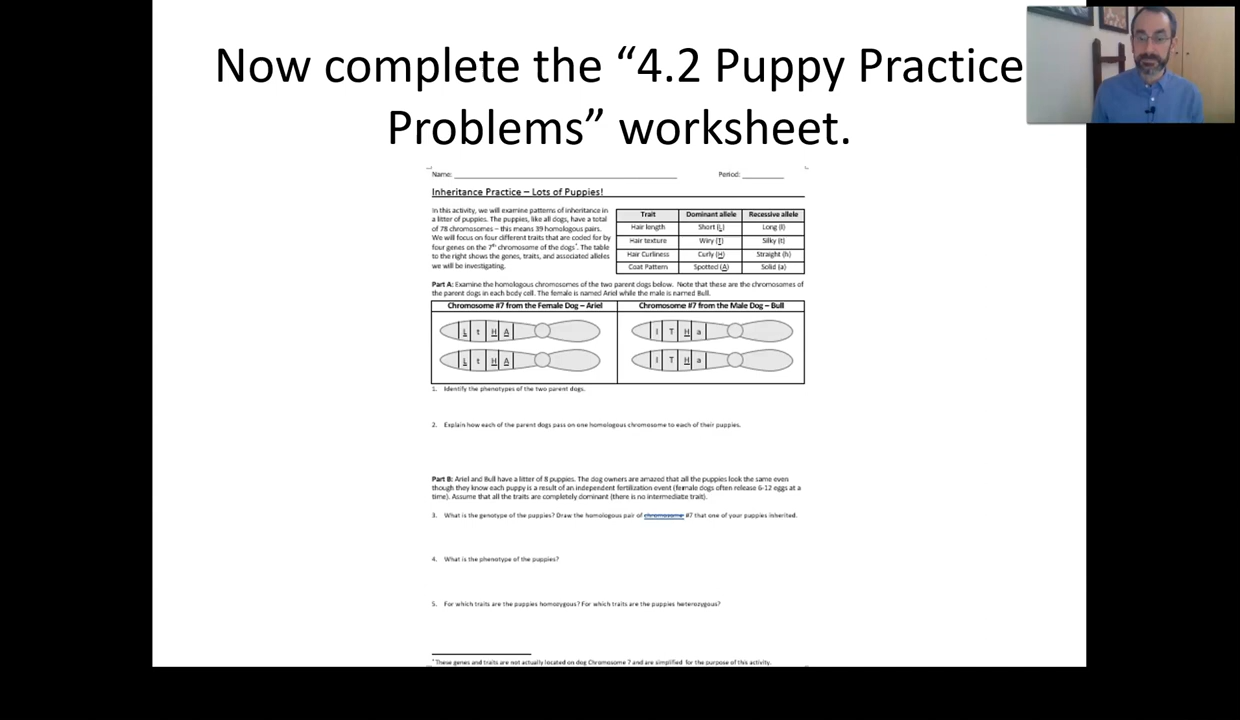 Now complete the “4.2 Puppy Practice
Problems” worksheet.
Name: ______ Period: ______
Inheritance Practice – Lots of Puppies!
In this activity, we will examine patterns of inheritance in
a litter of puppies. The puppies, like all dogs, have a total
of 78 chromosomes – this means 39 homologous pairs.
We will focus on four different traits that are coded for by
four genes on the 7th chromosome of the dogs*. The table
to the right shows the genes, traits, and associated alleles
we will be investigating.
Trait Dominant allele Recessive allele
Hair length Short (L) Long (l)
Hair texture Wiry (T) Silky (t)
Hair Curliness Curly (H) Straight (h)
Coat Pattern Spotted (A) Solid (a)
Part A: Examine the homologous chromosomes of the two parent dogs below. Note that these are the chromosomes of
the parent dogs in each body cell. The female is named Ariel while the male is named Bull.
Chromosome #7 from the Female Dog – Ariel Chromosome #7 from the Male Dog – Bull
L t H A l T H a
L t H A l T H a
1. Identify the phenotypes of the two parent dogs.
2. Explain how each of the parent dogs pass on one homologous chromosome to each of their puppies.
Part B: Ariel and Bull have a litter of 8 puppies. The dog owners are amazed that all the puppies look the same even
though they know each puppy is a result of an independent fertilization event (female dogs often release 6-12 eggs at a
time). Assume that all the traits are completely dominant (there is no intermediate trait).
3. What is the genotype of the puppies? Draw the homologous pair of chromosome #7 that one of your puppies inherited.
4. What is the phenotype of the puppies?
5. For which traits are the puppies homozygous? For which traits are the puppies heterozygous?
* These genes and traits are not actually located on dog Chromosome 7 and are simplified for the purpose of this activity.